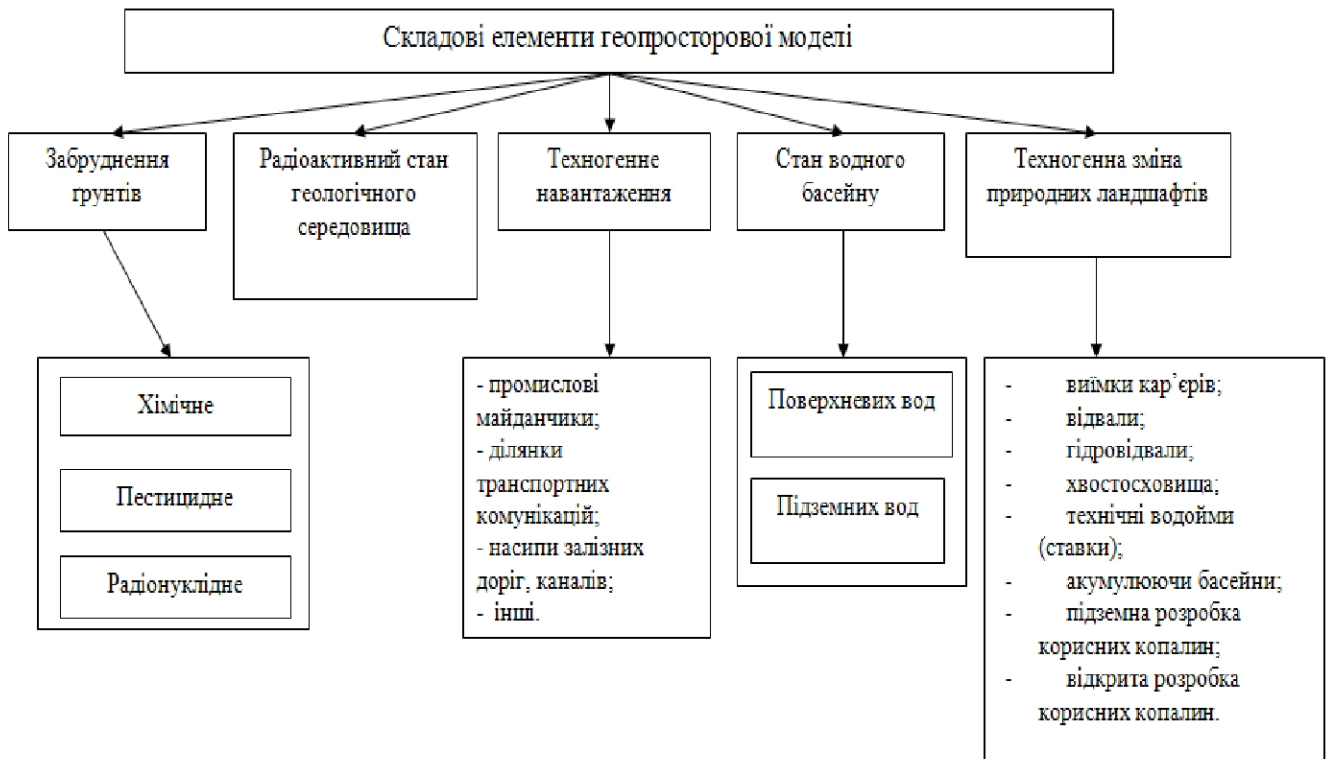 Складові елементи геопросторової моделі
Забруднення
ґрунтів
Радіоактивний стан
геологічного
середовища
Техногенне
навантаження
Стан водного
басейну
Техногенна зміна
природних ландшафтів
Хімічне
Пестицидне
Радіонуклідне
- промислові
майданчики;
- ділянки
транспортних
комунікацій;
- насипи залізних
доріг, каналів;
- інші.
Поверхневих вод
Підземних вод
- виїмки кар’єрів;
- відвали;
- гідровідвали;
- хвостосховища;
- технічні водойми
(ставки);
- акумулюючи басейни;
- підземна розробка
корисних копалин;
- відкрита розробка
корисних копалин.